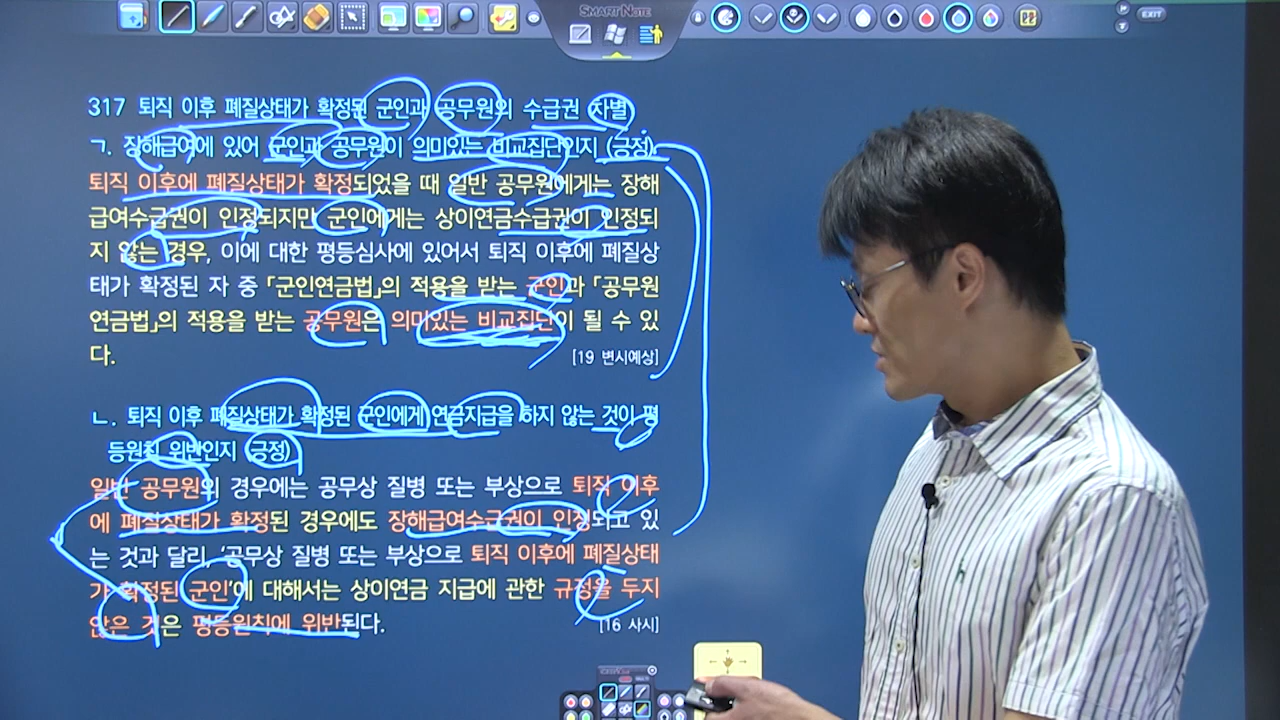 SMART NOTE
EXIT
317 퇴직 이후 폐질상태가 확정된 군인과 공무원의 수급권 차별
ㄱ. 장해급여에 있어 군인과 공무원이 의미있는 비교집단인지 (긍정)
퇴직 이후에 폐질상태가 확정되었을 때 일반 공무원에게는 장해
급여수급권이 인정되지만 군인에게는 상이연금수급권이 인정되
지 않는 경우, 이에 대한 평등심사에 있어서 퇴직 이후에 폐질상
태가 확정된 자 중 「군인연금법」의 적용을 받는 군인과 「공무원
연금법」의 적용을 받는 공무원은 의미있는 비교집단이 될 수 있
다.
[19 변시예상]
ㄴ. 퇴직 이후 폐질상태가 확정된 군인에게 연금지급을 하지 않는 것이 평
등원칙 위반인지 (긍정)
일반 공무원의 경우에는 공무상 질병 또는 부상으로 퇴직 이후
에 폐질상태가 확정된 경우에도 장해급여수급권이 인정되고 있
는 것과 달리, '공무상 질병 또는 부상으로 퇴직 이후에 폐질상태
가 확정된 군인'에 대해서는 상이연금 지급에 관한 규정을 두지
않은 것은 평등원칙에 위반된다.
[16 사시]